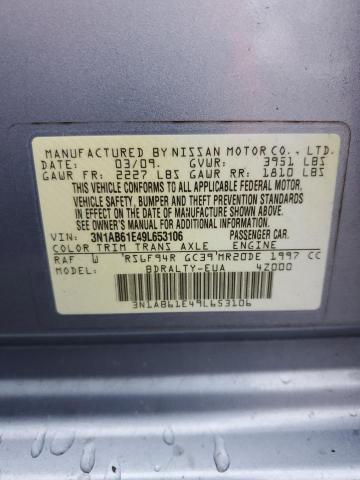 MANUFACTURED BY NISSAN MOTOR CO., LTD.
DATE: 03/09. GVWR: 3951 LBS
GAWR FR: 2227 LBS GAWR RR: 1810 LBS
THIS VEHICLE CONFORMS TO ALL APPLICABLE FEDERAL MOTOR
VEHICLE SAFETY, BUMPER AND THEFT PREVENTION STANDARDS
IN EFFECT ON THE DATE OF MANUFACTURE SHOWN ABOVE.
SEE OWNER'S MANUAL FOR ADDITIONAL INFORMATION
VIN: 3N1AB61E49L653106 PASSENGER CAR.
COLOR TRIM TRANS AXLE ENGINE
RAF W RS6F94R GC39 MR20DE 1997 CC
MODEL: BDRALTY-EUA 4Z000
3N1AB61E49L653106